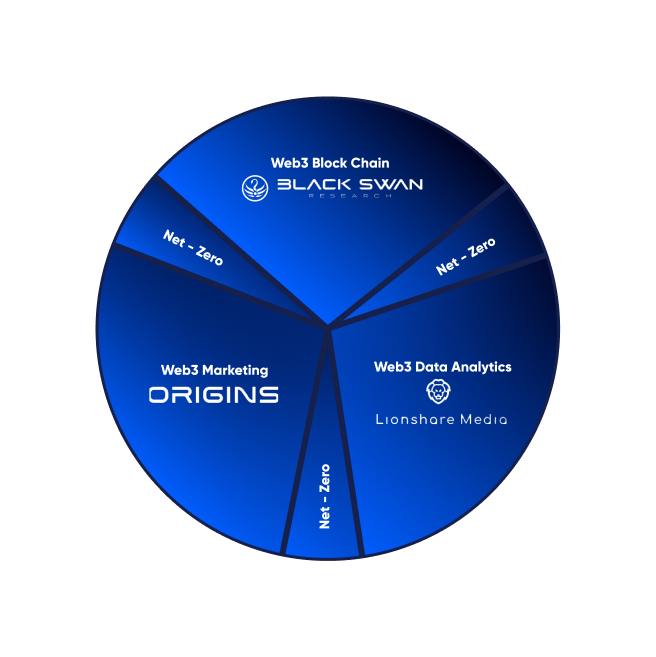 Web3 Block Chain
BLACK SWAN
RESEARCH
Net - Zero
Net - Zero
Web3 Marketing
ORIGINS
Web3 Data Analytics
Lionshare Media
Net - Zero